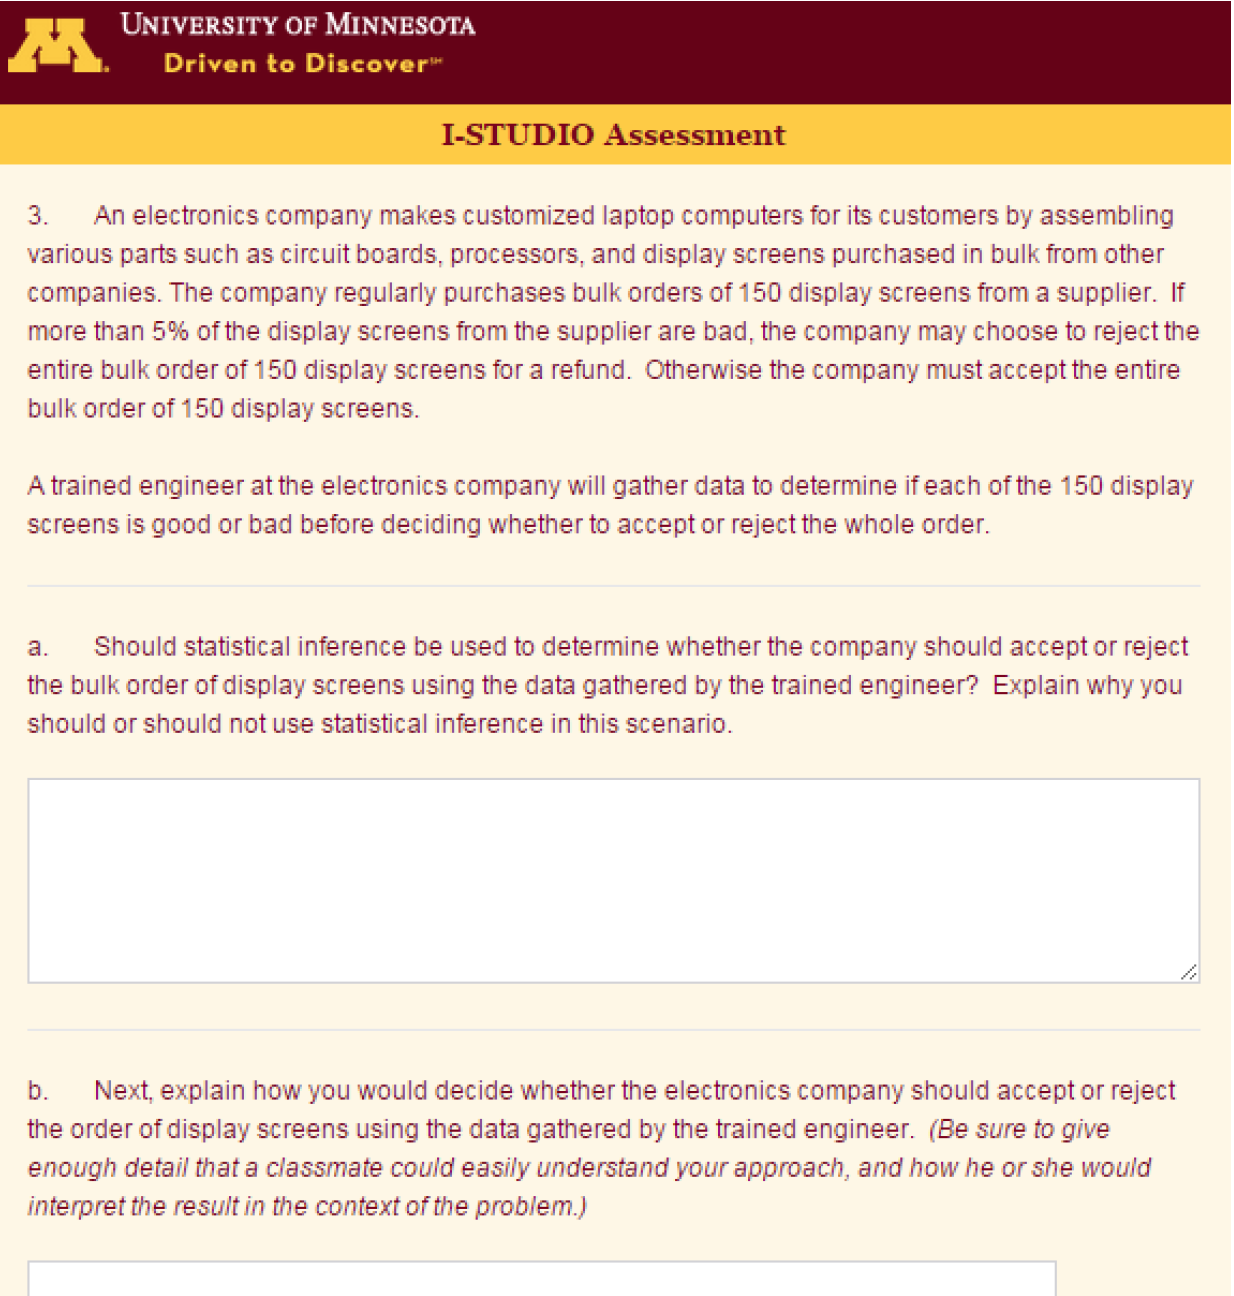 UNIVERSITY OF MINNESOTA
Driven to Discover℠
I-STUDIO Assessment
3. An electronics company makes customized laptop computers for its customers by assembling
various parts such as circuit boards, processors, and display screens purchased in bulk from other
companies. The company regularly purchases bulk orders of 150 display screens from a supplier. If
more than 5% of the display screens from the supplier are bad, the company may choose to reject the
entire bulk order of 150 display screens for a refund. Otherwise the company must accept the entire
bulk order of 150 display screens.
A trained engineer at the electronics company will gather data to determine if each of the 150 display
screens is good or bad before deciding whether to accept or reject the whole order.
a. Should statistical inference be used to determine whether the company should accept or reject
the bulk order of display screens using the data gathered by the trained engineer? Explain why you
should or should not use statistical inference in this scenario.
b. Next, explain how you would decide whether the electronics company should accept or reject
the order of display screens using the data gathered by the trained engineer. (Be sure to give
enough detail that a classmate could easily understand your approach, and how he or she would
interpret the result in the context of the problem.)